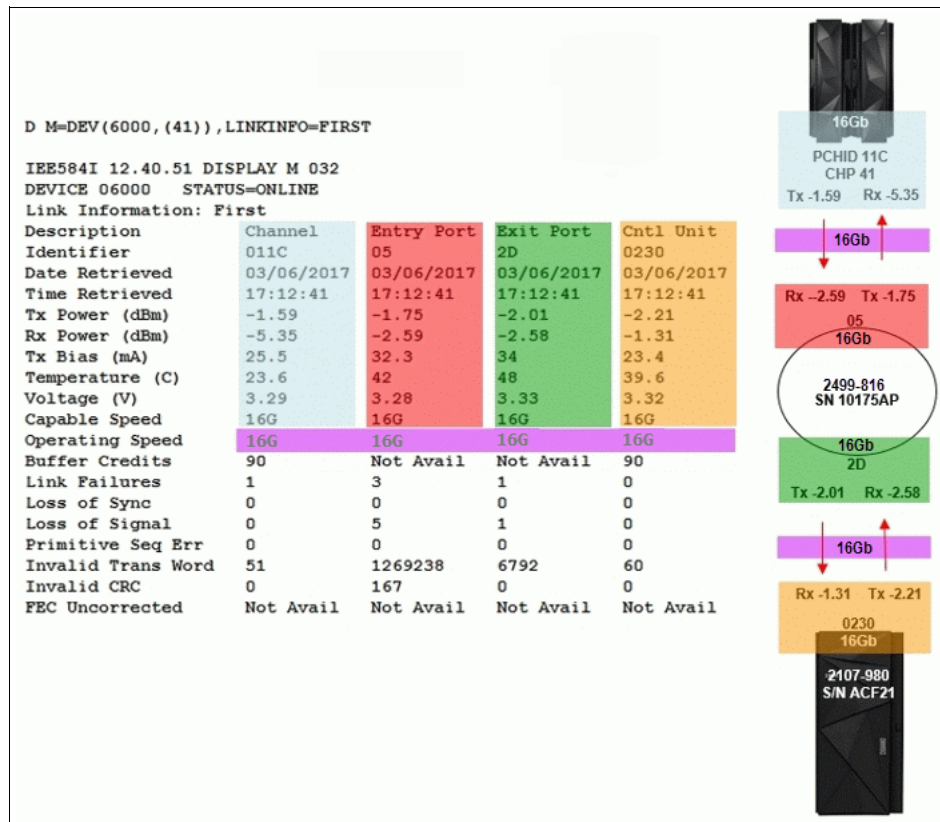 D M=DEV(6000,(41)),LINKINFO=FIRST
IEE584I 12.40.51 DISPLAY M 032
DEVICE 06000 STATUS=ONLINE
Link Information: First
Description Channel Entry Port Exit Port Cntl Unit
Identifier 011C 05 2D 0230
Date Retrieved 03/06/2017 03/06/2017 03/06/2017 03/06/2017
Time Retrieved 17:12:41 17:12:41 17:12:41 17:12:41
Tx Power (dBm) -1.59 -1.75 -2.01 -2.21
Rx Power (dBm) -5.35 -2.59 -2.58 -1.31
Tx Bias (mA) 25.5 32.3 34 23.4
Temperature (C) 23.6 42 48 39.6
Voltage (V) 3.29 3.28 3.33 3.32
Capable Speed 16G 16G 16G 16G
Operating Speed 16G 16G 16G 16G
Buffer Credits 90 Not Avail Not Avail 90
Link Failures 1 3 1 0
Loss of Sync 0 0 0 0
Loss of Signal 0 5 1 0
Primitive Seq Err 0 0 0 0
Invalid Trans Word 51 1269238 6792 60
Invalid CRC 0 167 0 0
FEC Uncorrected Not Avail Not Avail Not Avail Not Avail
16Gb
PCHID 11C
CHP 41
Tx -1.59 Rx -5.35
16Gb
Rx --2.59 Tx -1.75
05
16Gb
2499-816
SN 10175AP
16Gb
2D
Tx -2.01 Rx -2.58
16Gb
Rx -1.31 Tx -2.21
0230
16Gb
2107-980
S/N ACF21